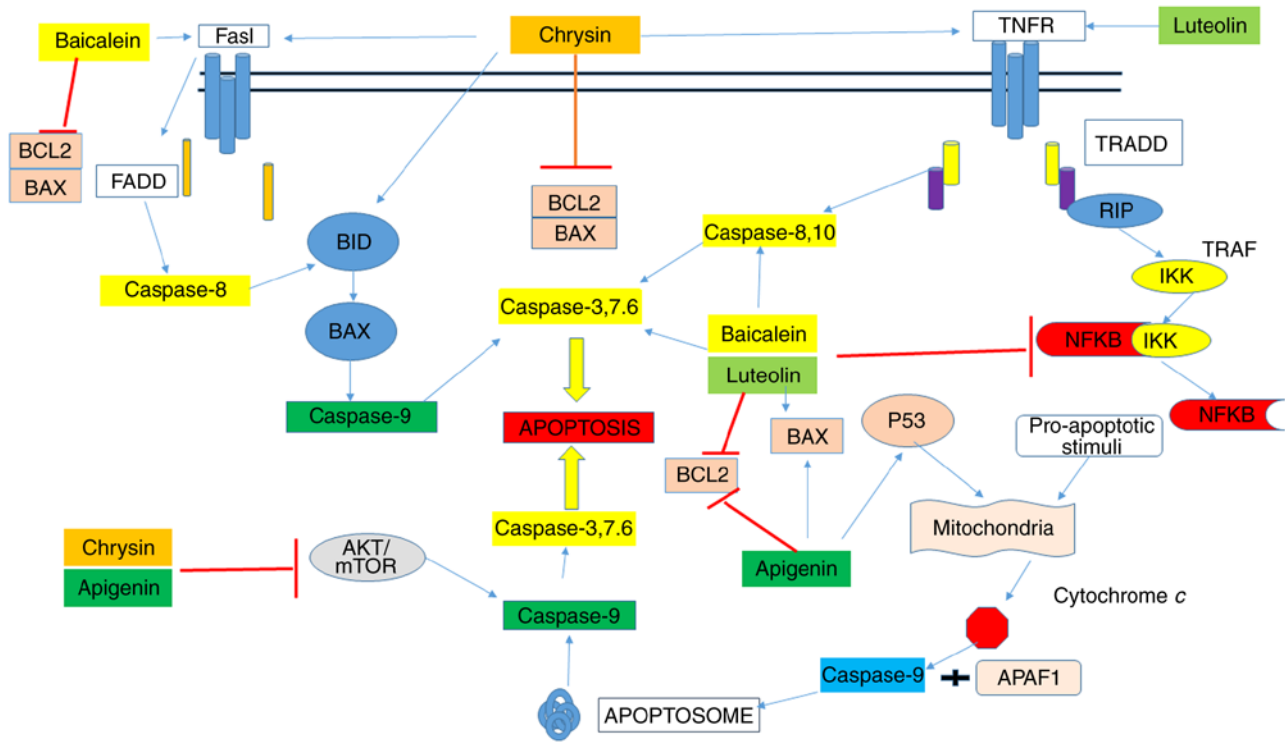 Baicalein
Fasl
Chrysin
TNFR
Luteolin
BCL2
BAX
FADD
TRADD
BCL2
BAX
RIP
BID
Caspase-8,10
TRAF
IKK
Caspase-8
Caspase-3,7.6
BAX
Baicalein
NFKB
IKK
Luteolin
Caspase-9
APOPTOSIS
BAX
P53
NFKB
Pro-apoptotic
stimuli
BCL2
Caspase-3,7.6
Mitochondria
Chrysin
AKT/
mTOR
Apigenin
Apigenin
Caspase-9
Cytochrome c
Caspase-9
APAF1
APOPTOSOME